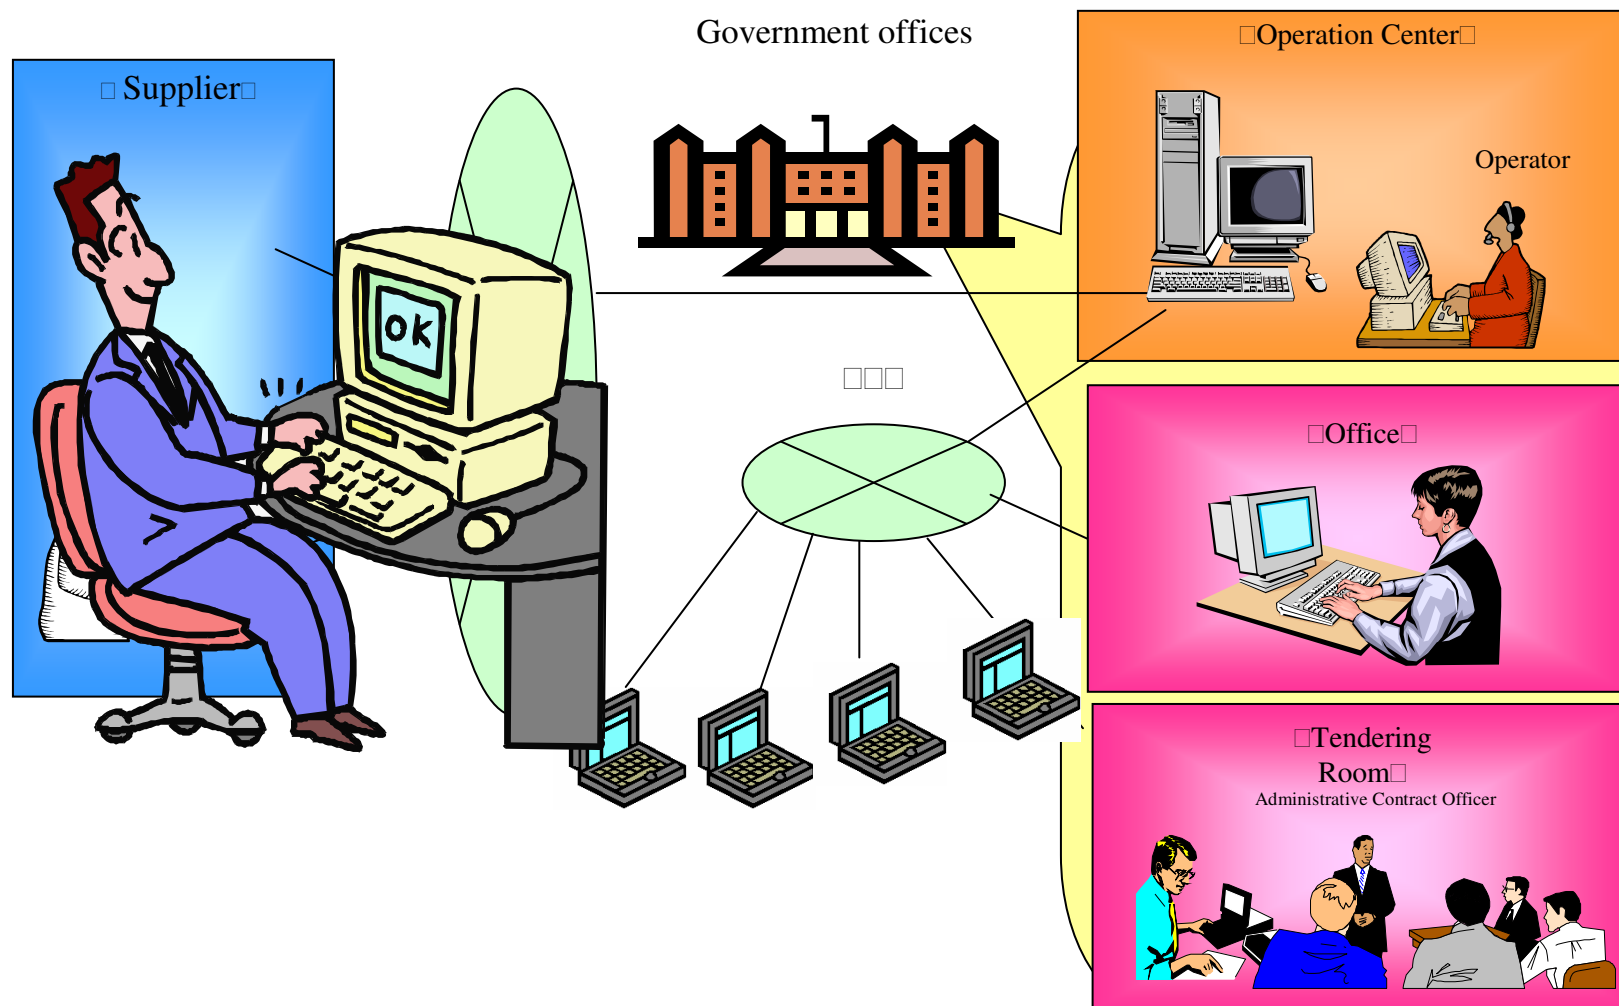 Government offices
□Operation Center□
□ Supplier□
Operator
OK
□□□
□Office□
□Tendering
Room□
Administrative Contract Officer